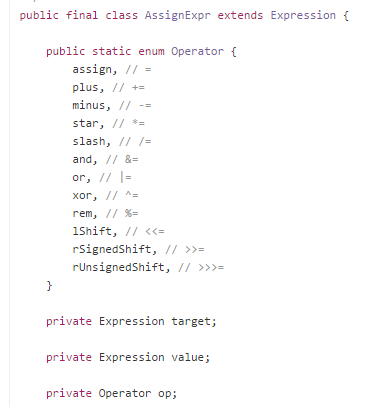 public final class AssignExpr extends Expression {
public static enum Operator {
assign, // =
plus, // +=
minus, // -=
star, // *=
slash, // /=
and, // &=
or, // |=
xor, // ^=
rem, // %=
lShift, // <<=
rSignedShift, // >>=
rUnsignedShift, // >>>=
}
private Expression target;
private Expression value;
private Operator op;